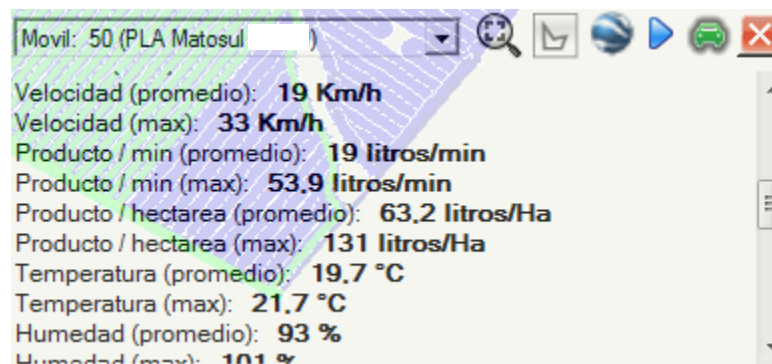 Movil: 50 (PLA Matosul )
Velocidad (promedio): 19 Km/h
Velocidad (max): 33 Km/h
Producto / min (promedio): 19 litros/min
Producto / min (max): 53,9 litros/min
Producto / hectarea (promedio): 63,2 litros/Ha
Producto / hectarea (max): 131 litros/Ha
Temperatura (promedio): 19,7 °C
Temperatura (max): 21,7 °C
Humedad (promedio): 93 %
Humedad (max): 101 %